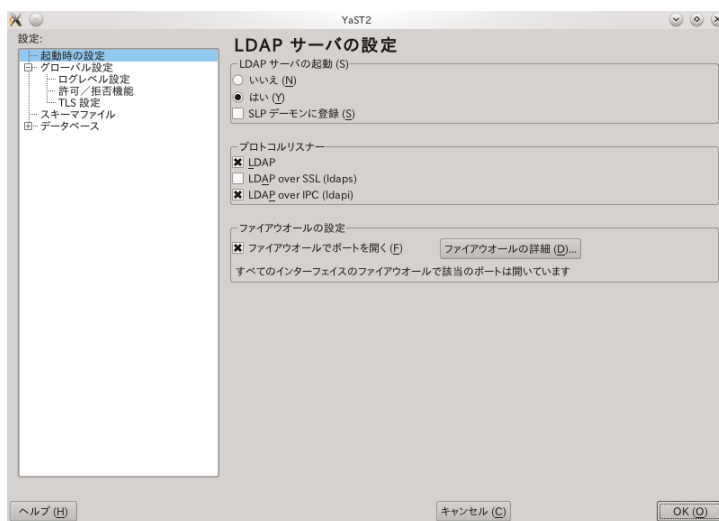 YaST2
設定:
起動時の設定
グローバル設定
ログレベル設定
許可／拒否機能
TLS 設定
スキーマファイル
データベース
LDAP サーバの設定
LDAP サーバの起動 (S)
いいえ (N)
はい (Y)
SLP デーモンに登録 (S)
プロトコルリスナー
LDAP
LDAP over SSL (ldaps)
LDAP over IPC (ldapi)
ファイアウオールの設定
ファイアウオールでポートを開く (F)
ファイアウオールの詳細 (D)...
すべてのインターフェイスのファイアウオールで該当のポートは開いています
ヘルプ (H)
キャンセル (C)
OK (O)